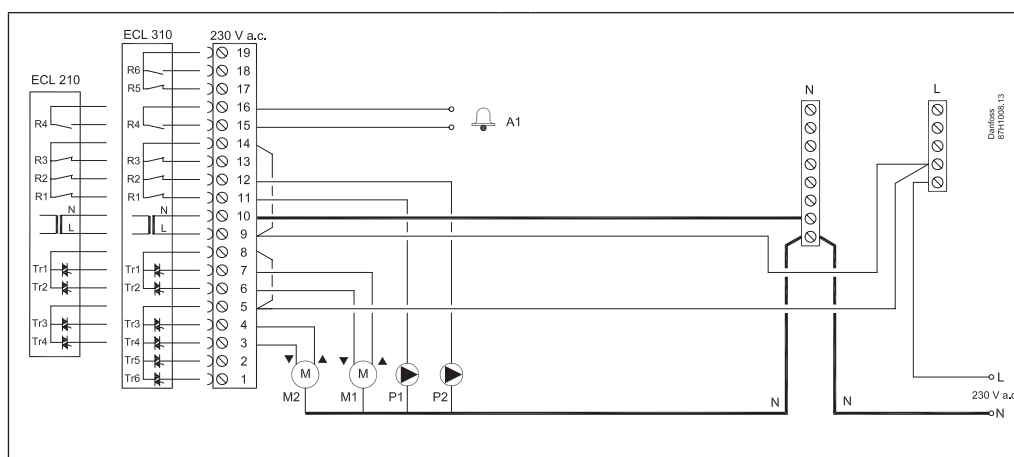 ECL 310 230 V a.c.
ECL 210
19
R6 18
R5 17
16
R4 R4 15 A1
14
R3 R3 13
R2 R2 12
R1 R1 11
N N 10
L L 9
8
Tr1 Tr1 7
Tr2 Tr2 6
5
Tr3 Tr3 4
Tr4 Tr4 3
Tr5 2
Tr6 1
N L
Danfoss
87H1008.13
M M
M2 M1 P1 P2
L
230 V a.c.
N N N